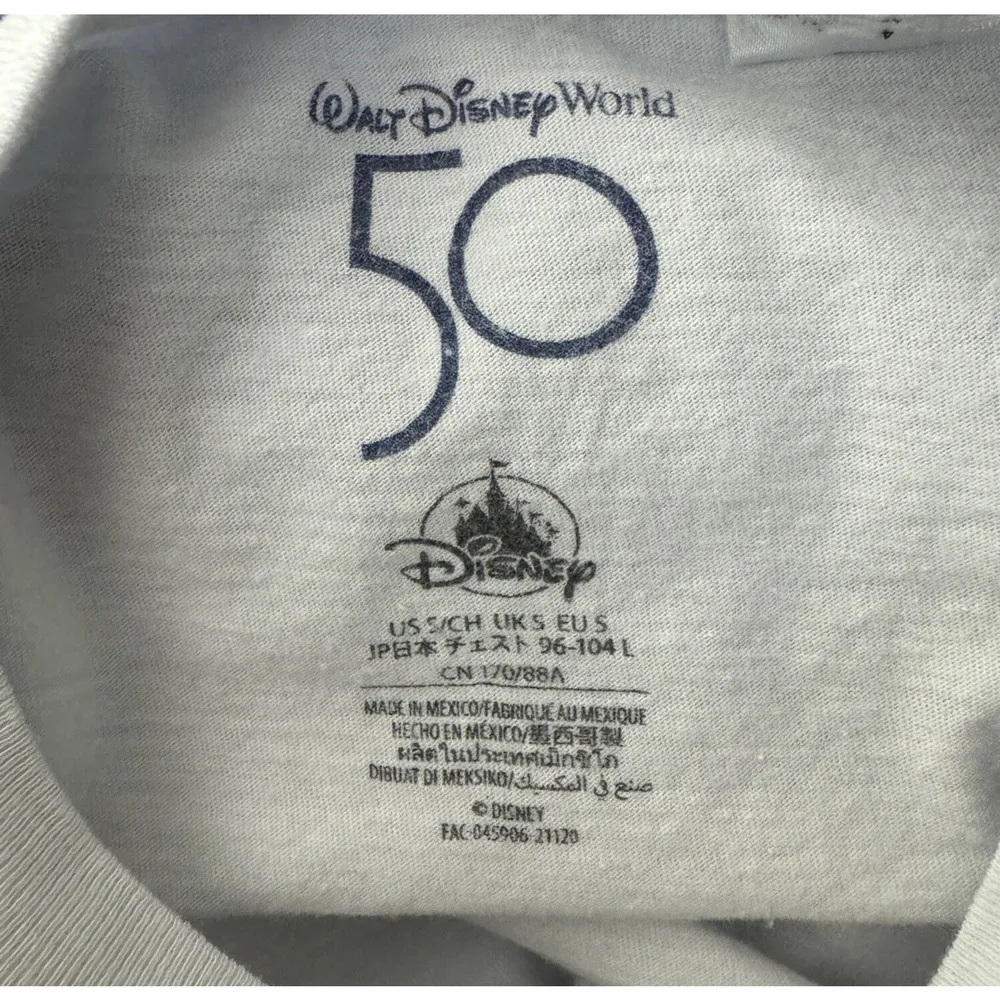 Walt Disney World
50
Disney
US S/CH UK S EU S
JP日本 チェスト 96-104 L
CN 170/88A
MADE IN MEXICO/FABRIQUE AU MEXIQUE
HECHO EN MÉXICO/墨西哥製
ผลิตในประเทศเม็กซิโก
DIBUAT DI MEKSIKO/صنع في المكسيك
© DISNEY
FAC-045906-21120